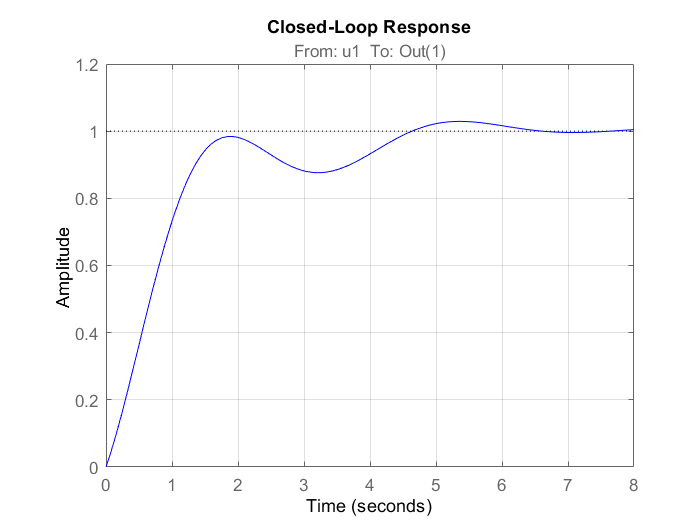 Closed-Loop Response
From: u1  To: Out(1)
1.2
1
0.8
0.6
0.4
0.2
0
Amplitude
0 1 2 3 4 5 6 7 8
Time (seconds)